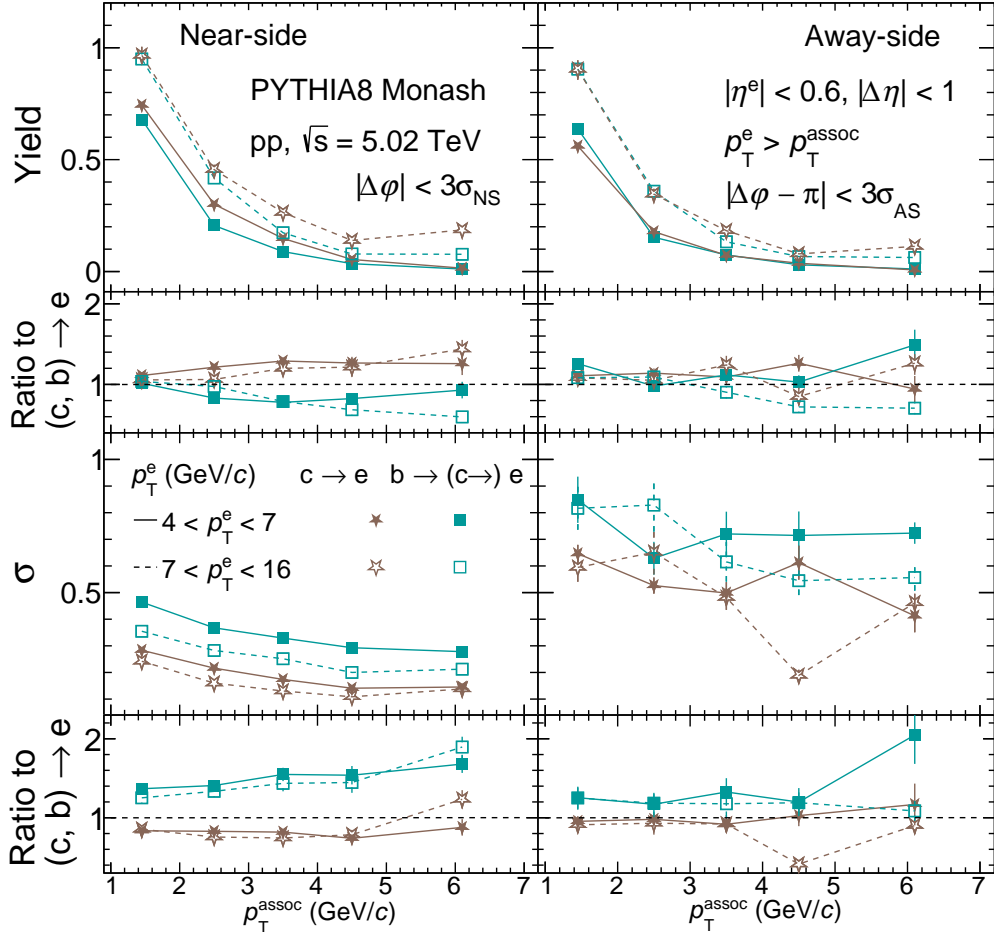 Near-side
PYTHIA8 Monash
pp, √s = 5.02 TeV
|Δφ| < 3σ_NS
Away-side
|η^e| < 0.6, |Δη| < 1
p_T^e > p_T^assoc
|Δφ − π| < 3σ_AS
Yield
1
0.5
0
Ratio to
(c, b) → e
2
1
σ
1
0.5
p_T^e (GeV/c) c → e b → (c→) e
4 < p_T^e < 7
7 < p_T^e < 16
Ratio to
(c, b) → e
2
1
1 2 3 4 5 6 7 1 2 3 4 5 6 7
p_T^assoc (GeV/c) p_T^assoc (GeV/c)